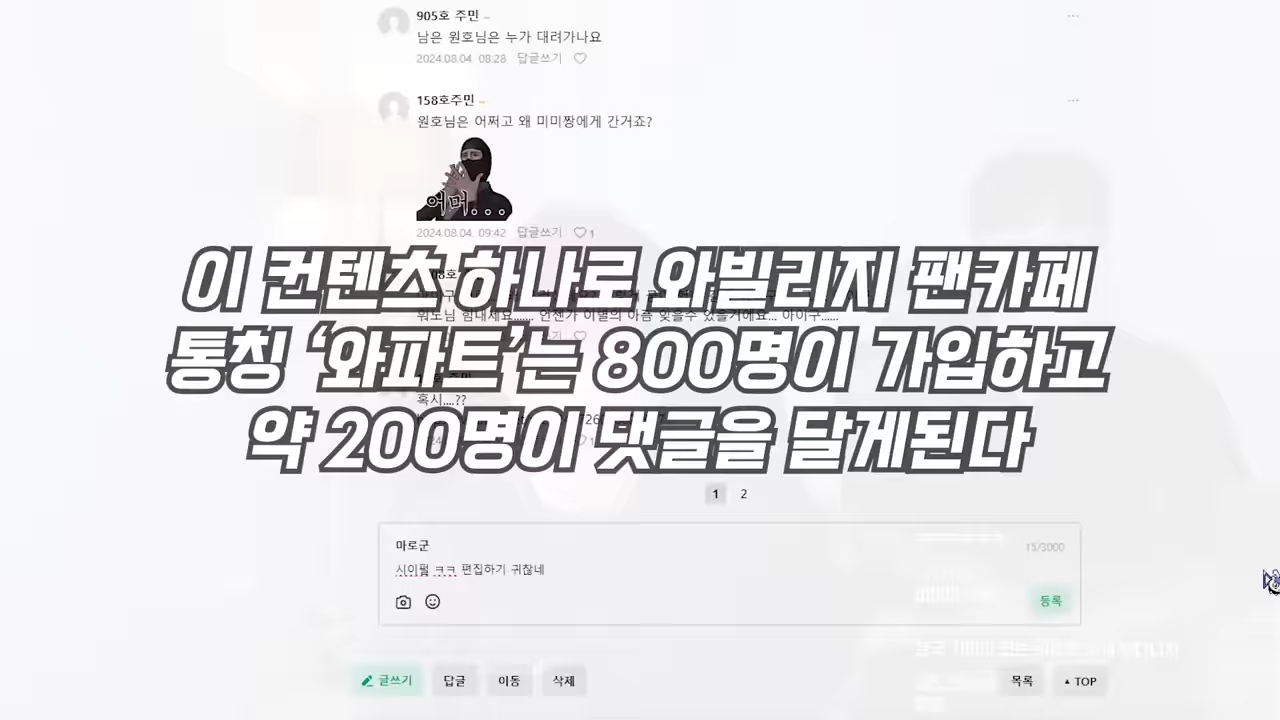 905호 주민
남은 원호님은 누가 대려가나요
2024.08.04. 08:28 답글쓰기
158호주민
원호님은 어쩌고 왜 미미짱에게 간거죠?
어머...
2024.08.04. 09:42 답글쓰기 1
이 컨텐츠 하나로 와빌리지 팬카페
워노님 힘내세요....... 언젠가 이별의 아픔 잊을수 있을거에요... 아이구......
통칭 '와파트'는 800명이 가입하고
혹시....??
약 200명이 댓글을 달게된다
1 2
마로군
15/3000
시이펄 ㅋㅋ 편집하기 귀찮네
등록
글쓰기 답글 이동 삭제 목록 TOP